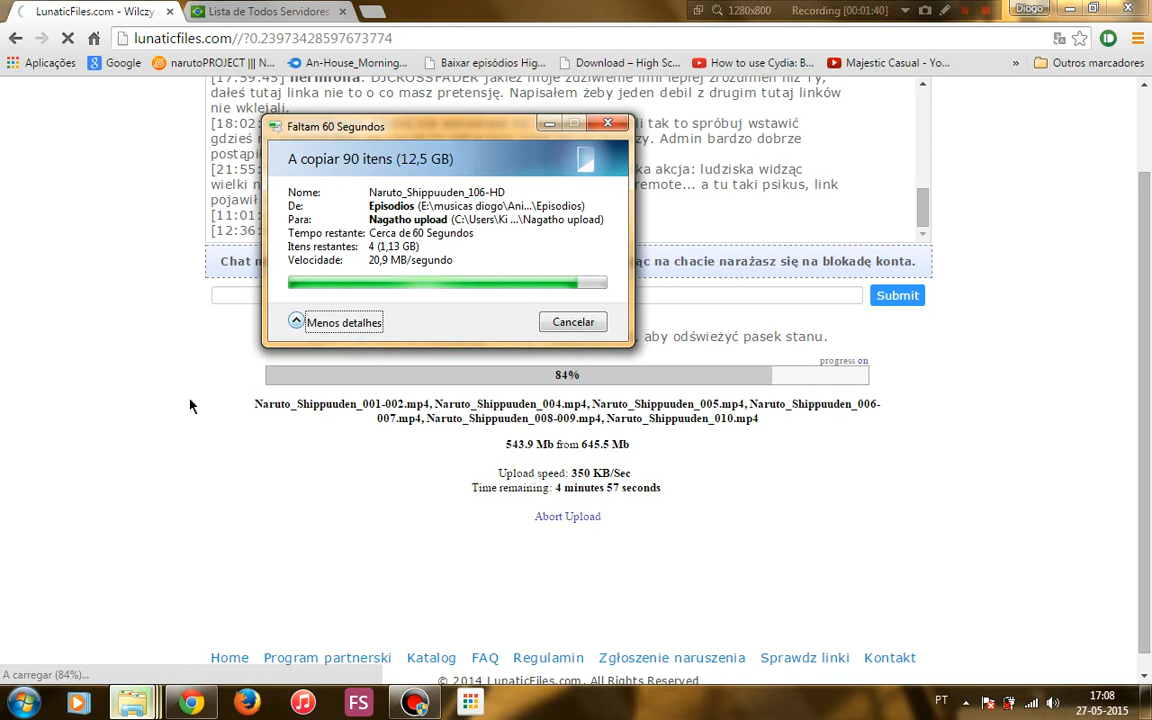 LunaticFiles.com - Wilczy
Lista de Todos Servidores
1280x800
Recording [00:01:40]
Diogo
lunaticfiles.com//?0.23973428597673774
Aplicações
Google
narutoPROJECT ||| N...
An-House_Morning...
Baixar episódios Hig...
Download – High Sc...
How to use Cydia: B...
Majestic Casual - Yo...
»
Outros marcadores
[17:59:45] hermiona: DJCROSSFADER jakież moje zdziwienie inni lepiej zrozumieli niż Ty,
dałeś tutaj linka nie to o co masz pretensję. Napisałem żeby jeden debil z drugim tutaj linków
nie wklejali.
[18:02: li tak to spróbuj wstawić
gdzieś zy. Admin bardzo dobrze
postąpił
[21:55: ka akcja: ludziska widząc
wielki n remote... a tu taki psikus, link
pojawił
[11:01:
[12:36:
Faltam 60 Segundos
A copiar 90 itens (12,5 GB)
Nome: Naruto_Shippuuden_106-HD
De: Episodios (E:\musicas diogo\Ani...\Episodios)
Para: Nagatho upload (C:\Users\Ki ...\Nagatho upload)
Tempo restante: Cerca de 60 Segundos
Itens restantes: 4 (1,13 GB)
Velocidade: 20,9 MB/segundo
Menos detalhes
Cancelar
Chat n ąc na chacie narażasz się na blokadę konta.
Submit
, aby odświeżyć pasek stanu.
progress on
84%
Naruto_Shippuuden_001-002.mp4, Naruto_Shippuuden_004.mp4, Naruto_Shippuuden_005.mp4, Naruto_Shippuuden_006-
007.mp4, Naruto_Shippuuden_008-009.mp4, Naruto_Shippuuden_010.mp4
543.9 Mb from 645.5 Mb
Upload speed: 350 KB/Sec
Time remaining: 4 minutes 57 seconds
Abort Upload
Home Program partnerski Katalog FAQ Regulamin Zgłoszenie naruszenia Sprawdz linki Kontakt
© 2014 LunaticFiles.com. All Rights Reserved
A carregar (84%)...
FS
PT
17:08
27-05-2015